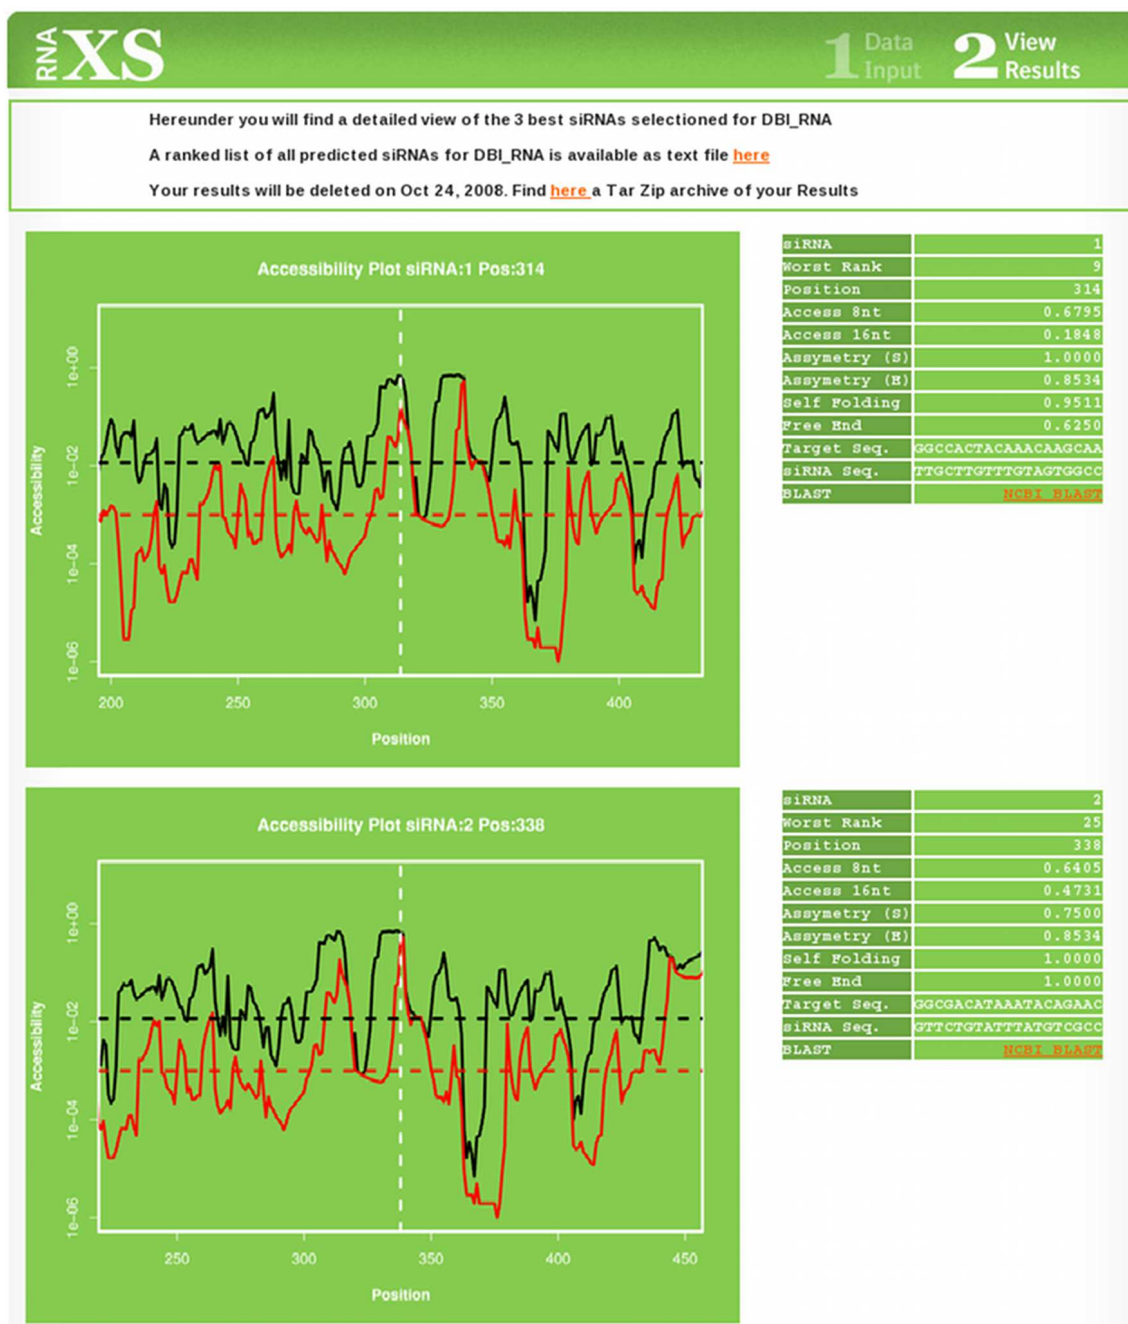 RNA XS
1 Data Input
2 View Results
Hereunder you will find a detailed view of the 3 best siRNAs selectioned for DBI_RNA
A ranked list of all predicted siRNAs for DBI_RNA is available as text file here
Your results will be deleted on Oct 24, 2008. Find here a Tar Zip archive of your Results
Accessibility Plot siRNA:1 Pos:314
Accessibility
1e+00
1e-02
1e-04
1e-06
200 250 300 350 400
Position
siRNA 1
Worst Rank 9
Position 314
Access 8nt 0.6795
Access 16nt 0.1848
Assymetry (S) 1.0000
Assymetry (E) 0.8534
Self Folding 0.9511
Free End 0.6250
Target Seq. GGCCACTACAAACAAGCAA
siRNA Seq. TTGCTTGTTTGTAGTGGCC
BLAST NCBI BLAST
Accessibility Plot siRNA:2 Pos:338
Accessibility
1e+00
1e-02
1e-04
1e-06
250 300 350 400 450
Position
siRNA 2
Worst Rank 25
Position 338
Access 8nt 0.6405
Access 16nt 0.4731
Assymetry (S) 0.7500
Assymetry (E) 0.8534
Self Folding 1.0000
Free End 1.0000
Target Seq. GGCGACATAAATACAGAAC
siRNA Seq. GTTCTGTATTTATGTCGCC
BLAST NCBI BLAST